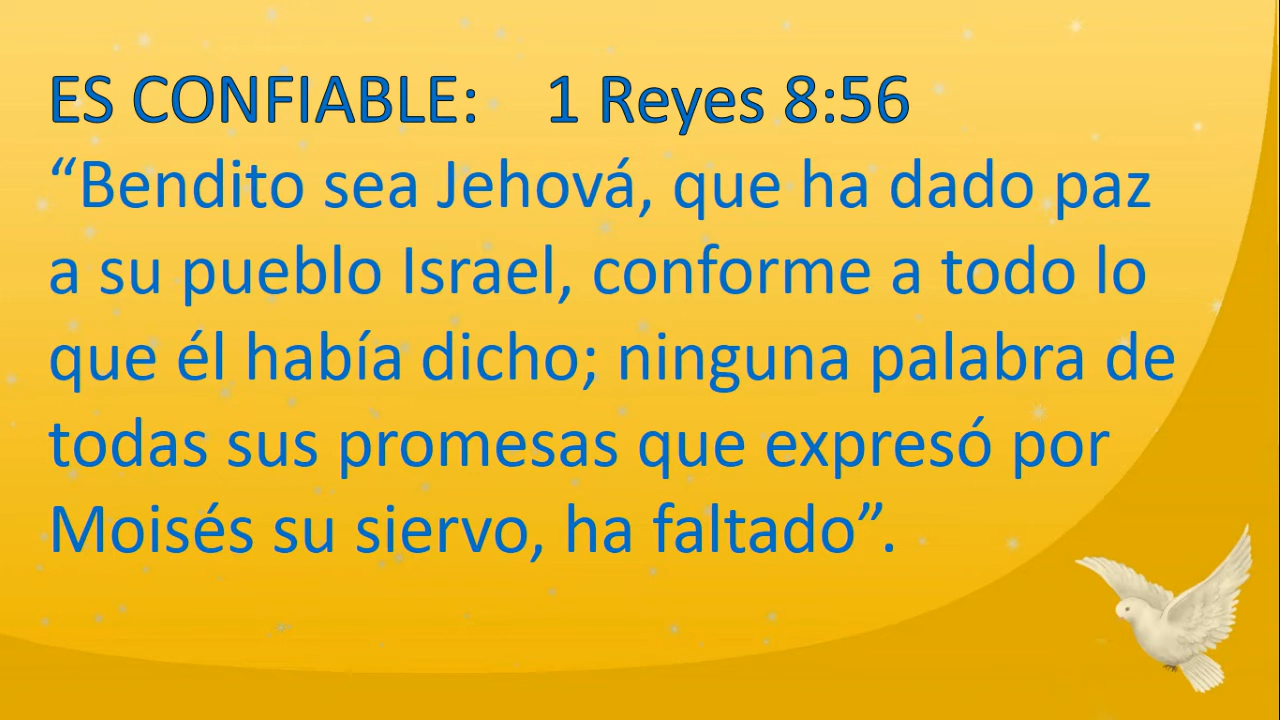 ES CONFIABLE: 1 Reyes 8:56
“Bendito sea Jehová, que ha dado paz
a su pueblo Israel, conforme a todo lo
que él había dicho; ninguna palabra de
todas sus promesas que expresó por
Moisés su siervo, ha faltado”.